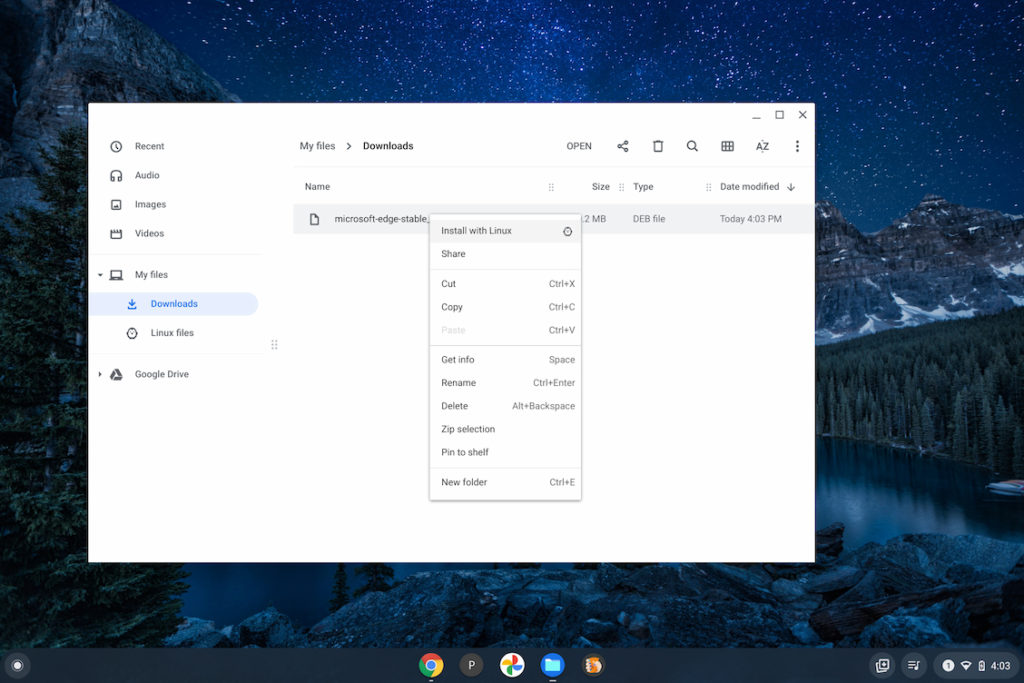 Recent
Audio
Images
Videos
My files
Downloads
Linux files
Google Drive
My files > Downloads
OPEN
AZ
Name
Size
Type
Date modified
microsoft-edge-stable_
.2 MB
DEB file
Today 4:03 PM
Install with Linux
Share
Cut Ctrl+X
Copy Ctrl+C
Paste Ctrl+V
Get info Space
Rename Ctrl+Enter
Delete Alt+Backspace
Zip selection
Pin to shelf
New folder Ctrl+E
P
1
4:03